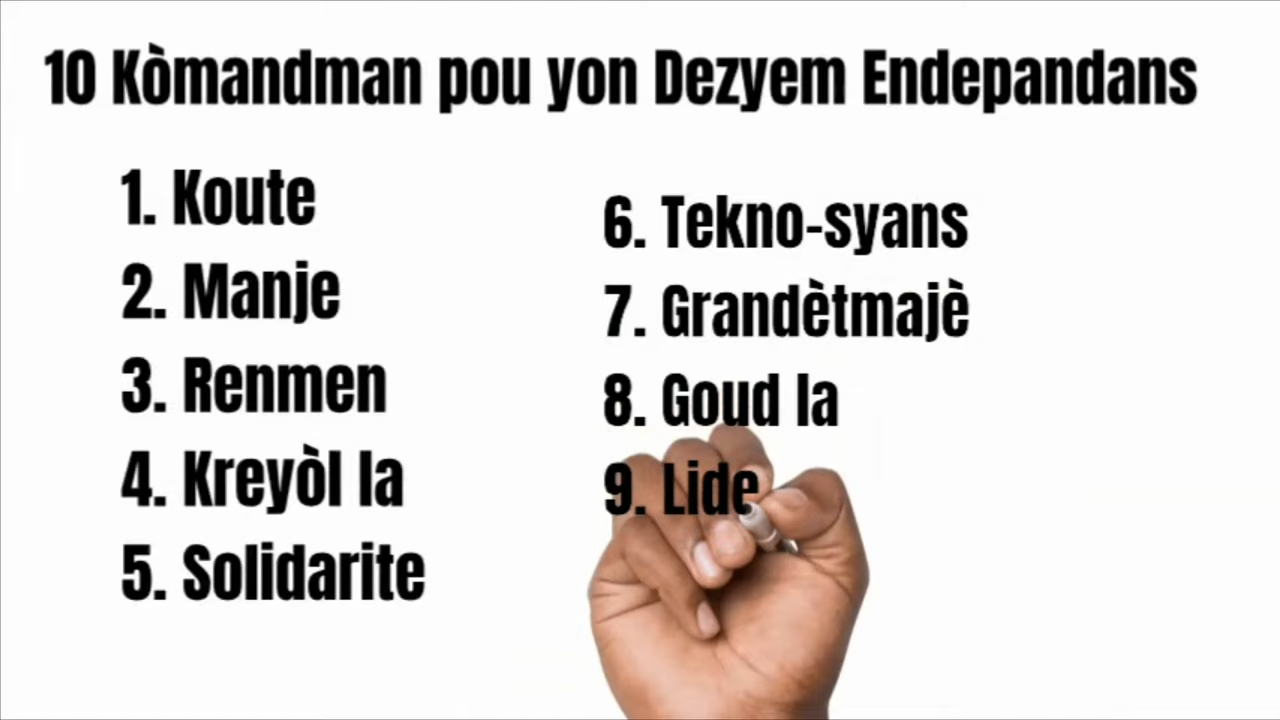 10 Kòmandman pou yon Dezyem Endepandans
1. Koute
2. Manje
3. Renmen
4. Kreyòl la
5. Solidarite
6. Tekno-syans
7. Grandètmajè
8. Goud la
9. Lide